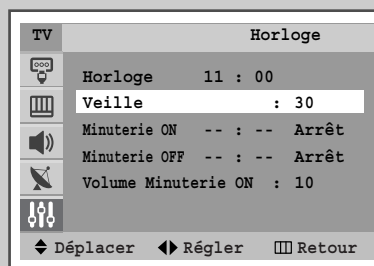 TV Horloge
Horloge 11 : 00
Veille : 30
Minuterie ON -- : -- Arrêt
Minuterie OFF -- : -- Arrêt
Volume Minuterie ON : 10
Déplacer Régler Retour